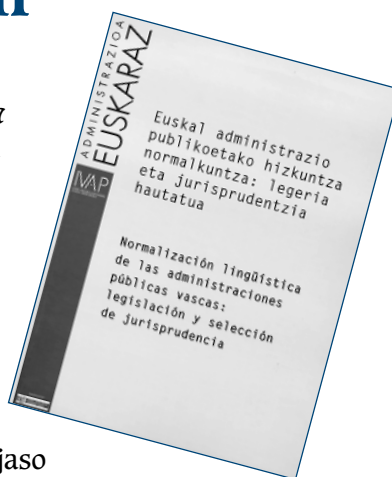 ADMINISTRAZIOA
EUSKARAZ
IVAP
Euskal administrazio
publikoetako hizkuntza
normalkuntza: legeria
eta jurisprudentzia
hautatua
Normalización lingüística
de las administraciones
públicas vascas:
legislación y selección
de jurisprudencia
jaso